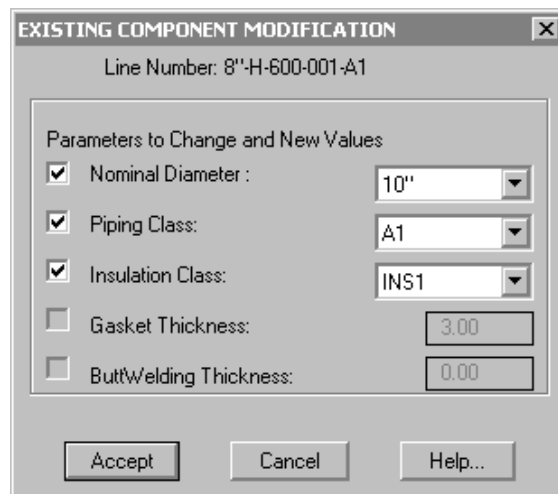 EXISTING COMPONENT MODIFICATION
Line Number: 8"-H-600-001-A1
Parameters to Change and New Values
Nominal Diameter : 10"
Piping Class: A1
Insulation Class: INS1
Gasket Thickness: 3.00
ButtWelding Thickness: 0.00
Accept Cancel Help...